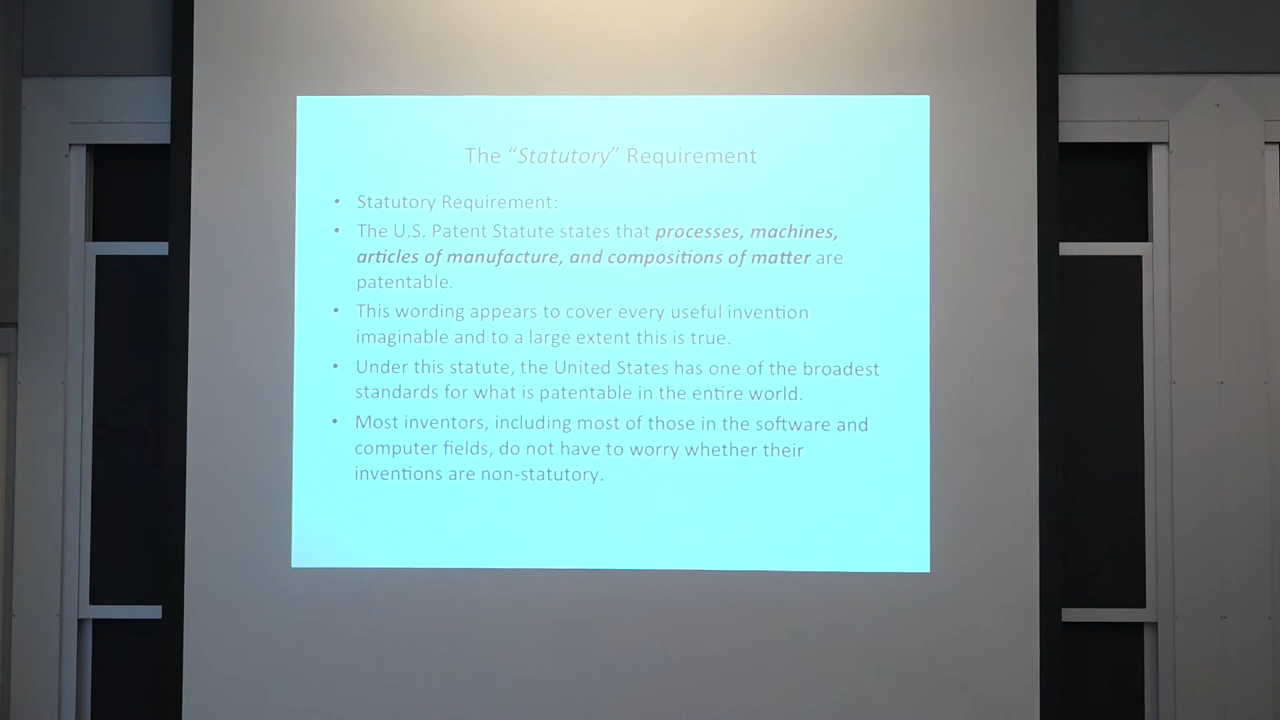 The “Statutory” Requirement
• Statutory Requirement:
• The U.S. Patent Statute states that processes, machines,
articles of manufacture, and compositions of matter are
patentable.
• This wording appears to cover every useful invention
imaginable and to a large extent this is true.
• Under this statute, the United States has one of the broadest
standards for what is patentable in the entire world.
• Most inventors, including most of those in the software and
computer fields, do not have to worry whether their
inventions are non-statutory.